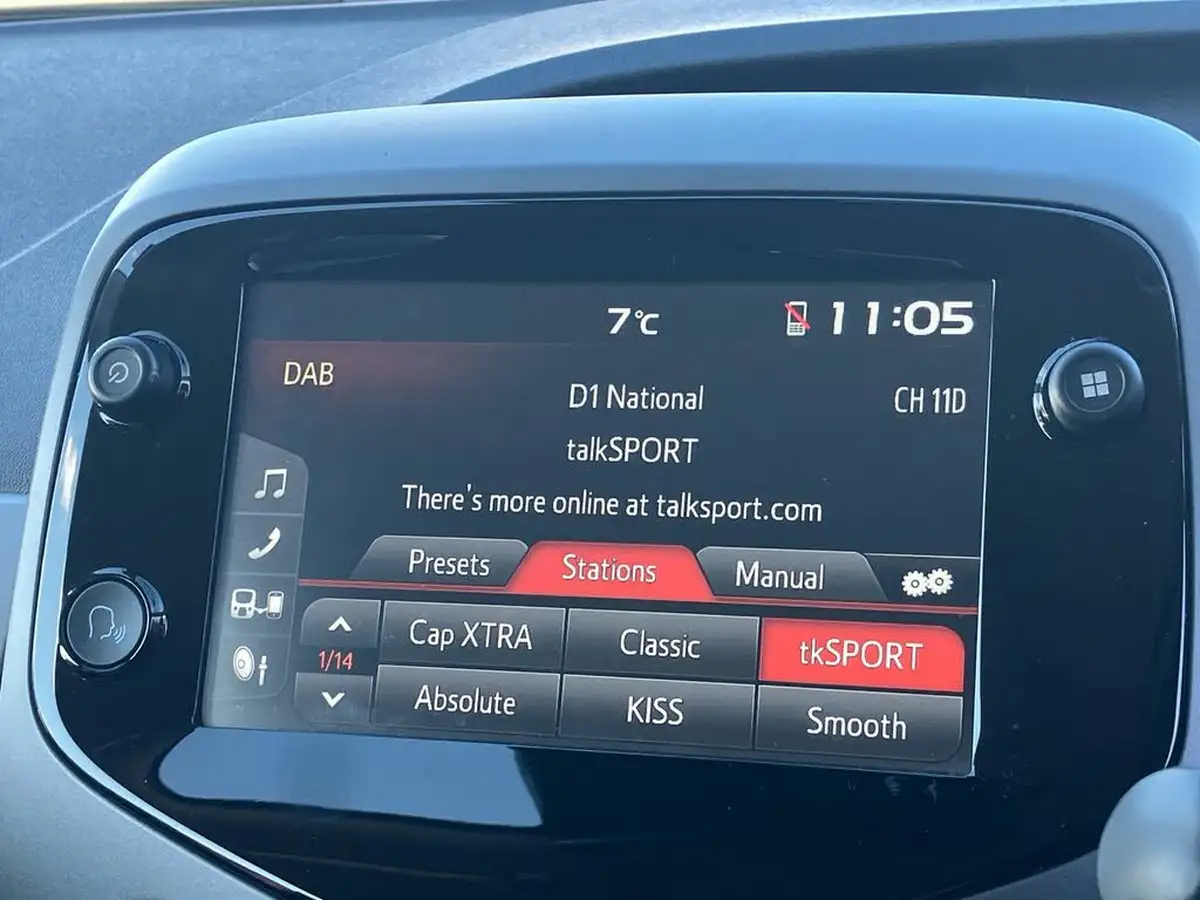 7°C 11:05
DAB
D1 National CH 11D
talkSPORT
There's more online at talksport.com
Presets Stations Manual
Cap XTRA Classic tkSPORT
1/14
Absolute KISS Smooth